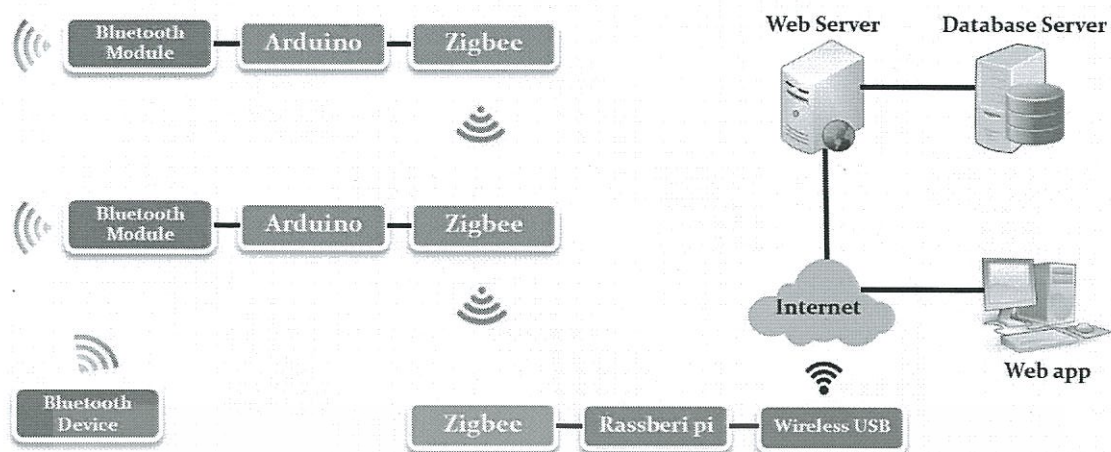 Web Server
Database Server
Bluetooth
Module
Arduino
Zigbee
Bluetooth
Module
Arduino
Zigbee
Internet
Web app
Bluetooth
Device
Zigbee
Rassberi pi
Wireless USB